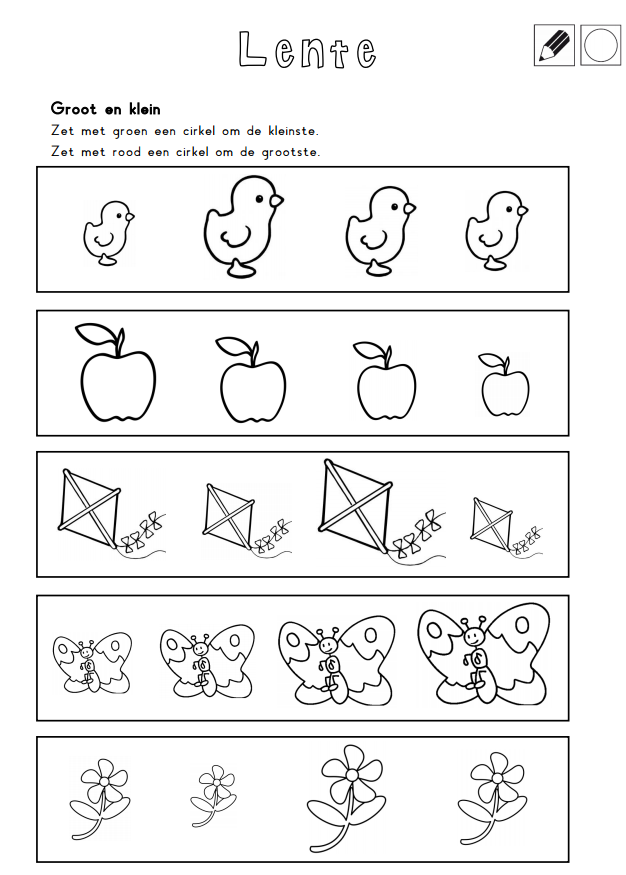 Lente
Groot en klein
Zet met groen een cirkel om de kleinste.
Zet met rood een cirkel om de grootste.